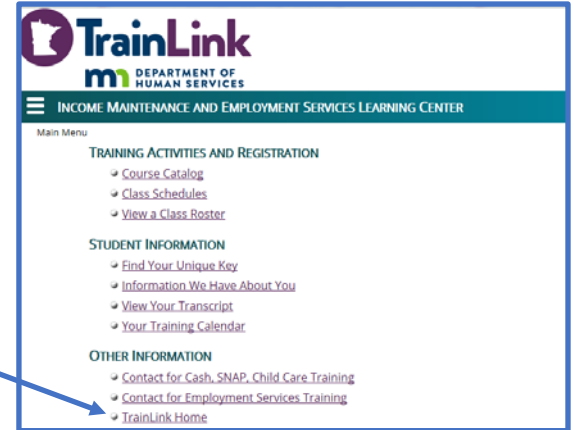 TrainLink
mn DEPARTMENT OF
HUMAN SERVICES
INCOME MAINTENANCE AND EMPLOYMENT SERVICES LEARNING CENTER
Main Menu
TRAINING ACTIVITIES AND REGISTRATION
Course Catalog
Class Schedules
View a Class Roster
STUDENT INFORMATION
Find Your Unique Key
Information We Have About You
View Your Transcript
Your Training Calendar
OTHER INFORMATION
Contact for Cash, SNAP, Child Care Training
Contact for Employment Services Training
TrainLink Home